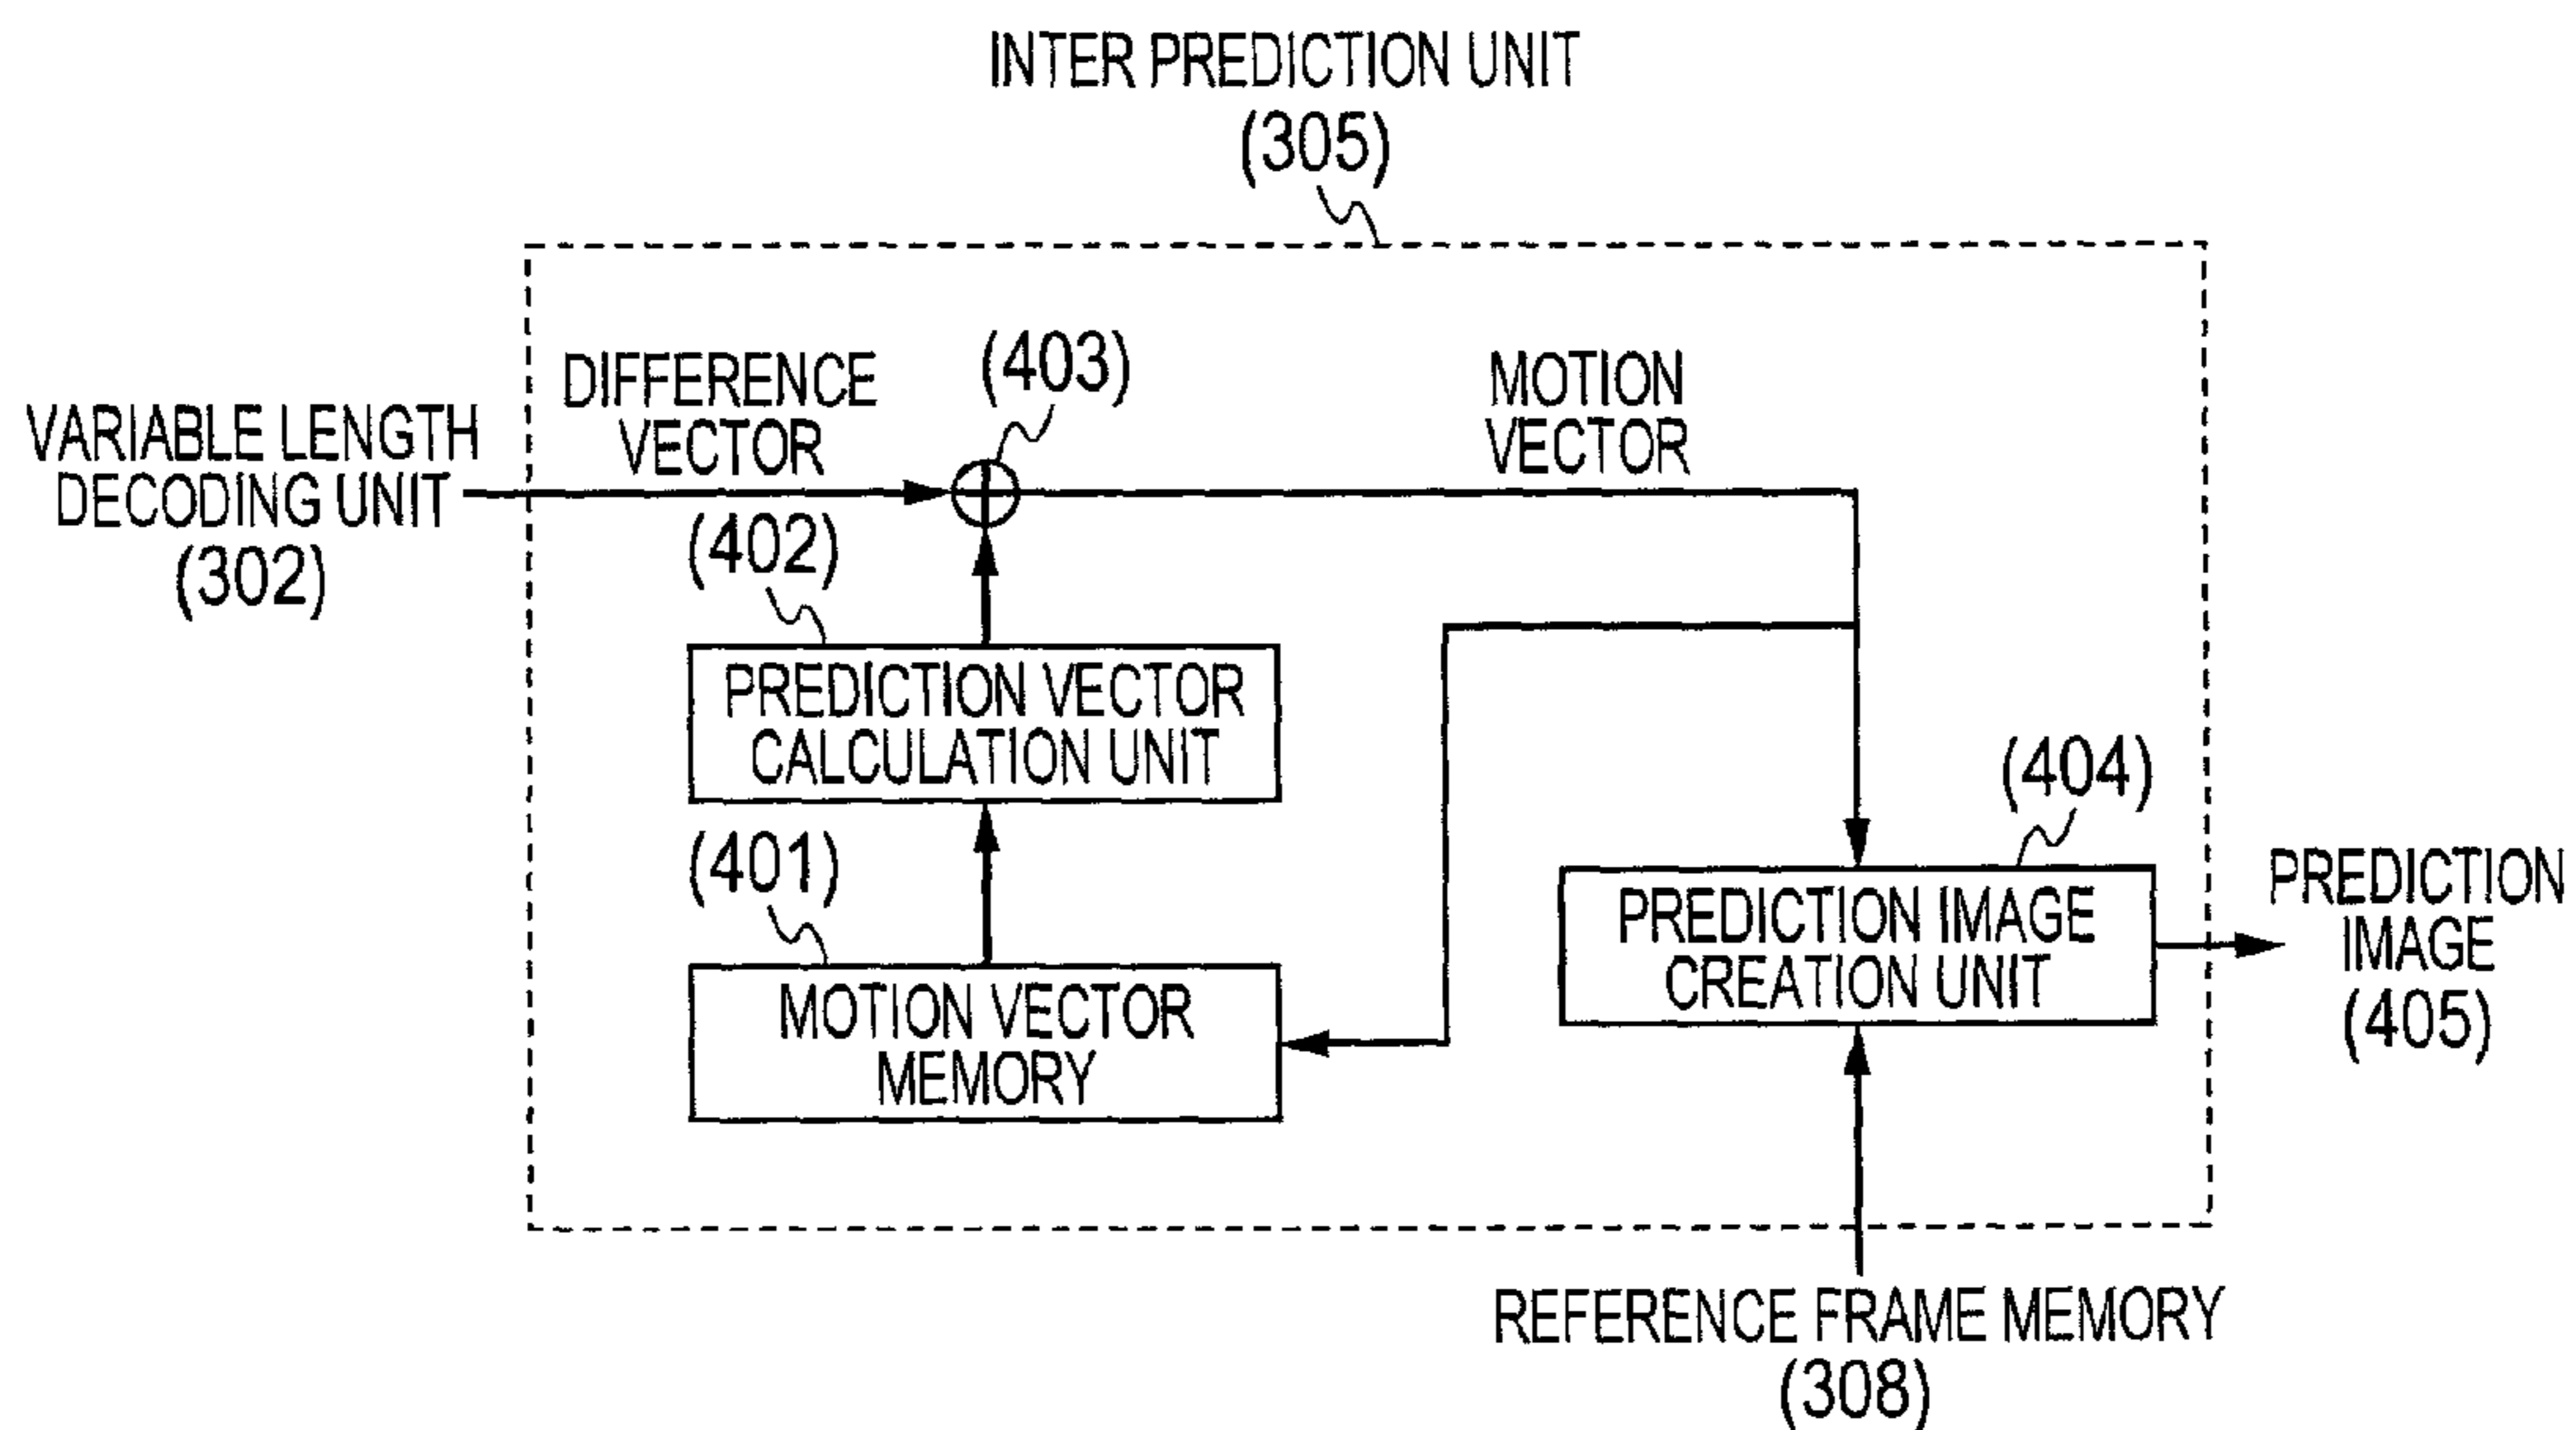 INTER PREDICTION UNIT
(305)
DIFFERENCE
VECTOR
(403)
MOTION
VECTOR
VARIABLE LENGTH
DECODING UNIT
(302)
(402)
PREDICTION VECTOR
CALCULATION UNIT
(401)
MOTION VECTOR
MEMORY
(404)
PREDICTION IMAGE
CREATION UNIT
PREDICTION
IMAGE
(405)
REFERENCE FRAME MEMORY
(308)